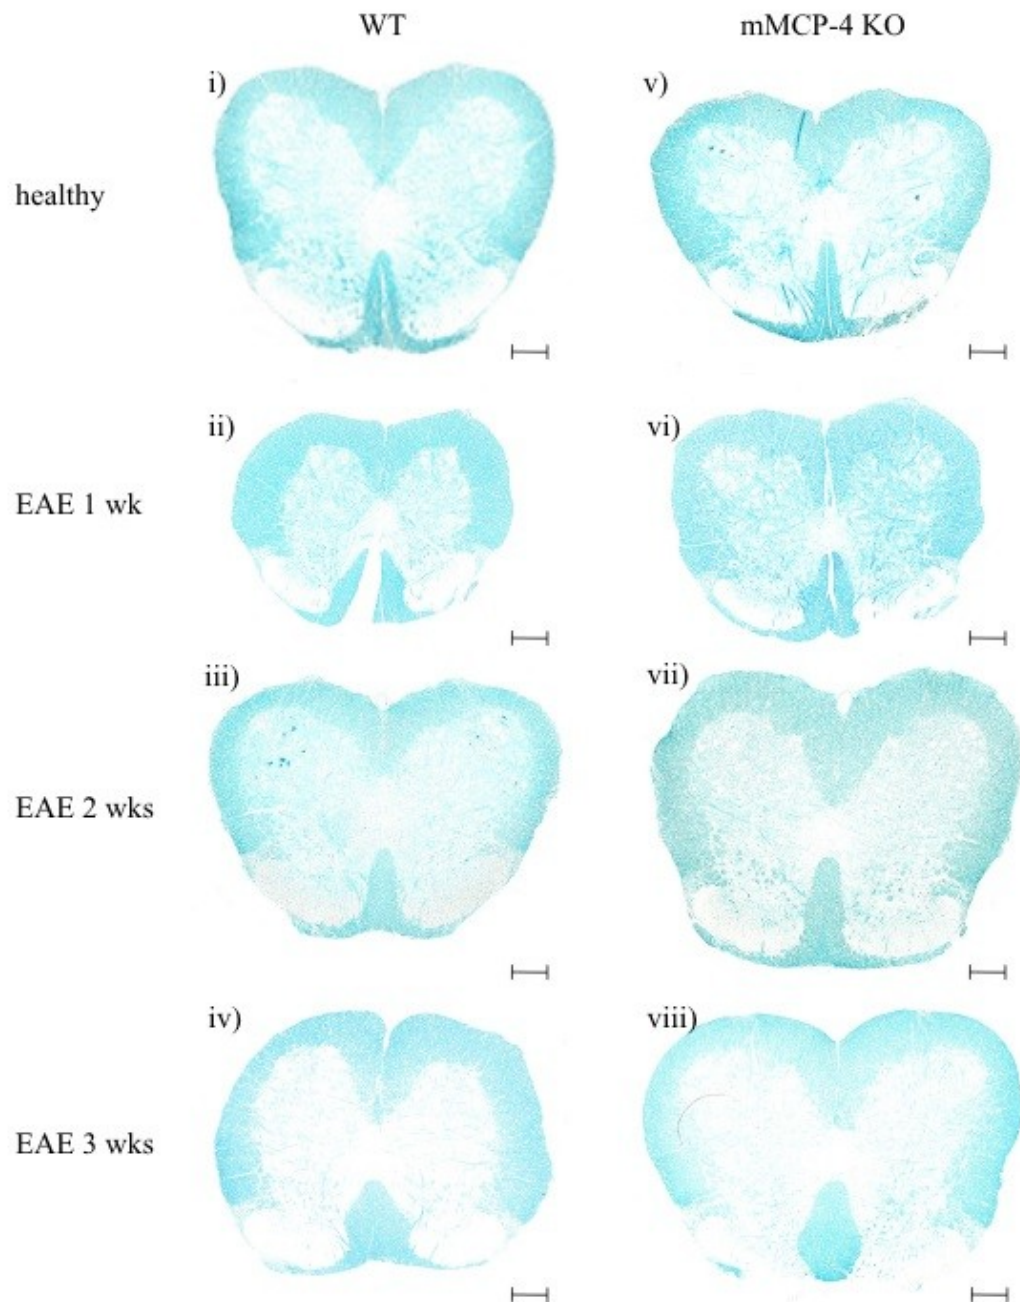 WT mMCP-4 KO
i) v)
healthy
ii) vi)
EAE 1 wk
iii) vii)
EAE 2 wks
iv) viii)
EAE 3 wks